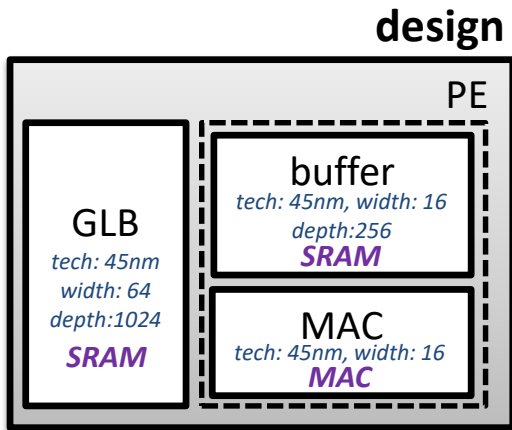 design
PE
GLB
tech: 45nm
width: 64
depth:1024
SRAM
buffer
tech: 45nm, width: 16
depth:256
SRAM
MAC
tech: 45nm, width: 16
MAC